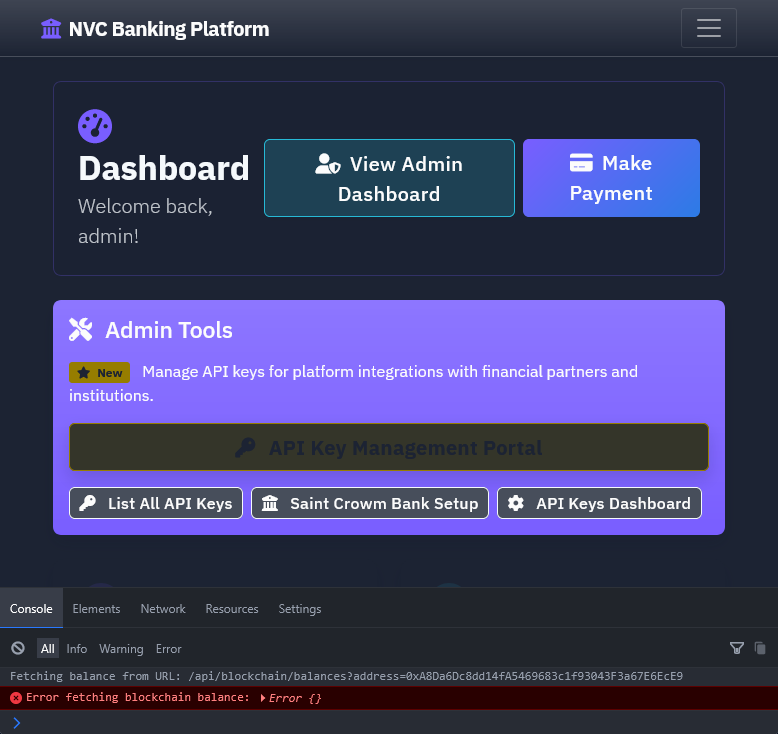 NVC Banking Platform
Dashboard
Welcome back,
admin!
View Admin
Dashboard
Make
Payment
Admin Tools
New Manage API keys for platform integrations with financial partners and
institutions.
API Key Management Portal
List All API Keys
Saint Crowm Bank Setup
API Keys Dashboard
Console Elements Network Resources Settings
All Info Warning Error
Fetching balance from URL: /api/blockchain/balances?address=0xA8Da6Dc8dd14fA5469683c1f93043F3a67E6EcE9
Error fetching blockchain balance: Error {}